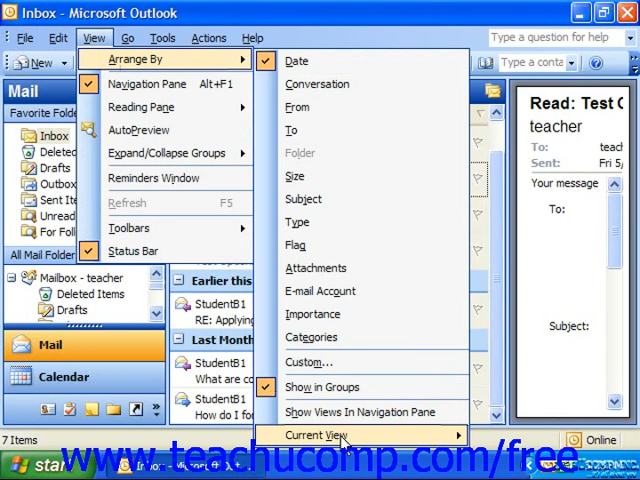 Inbox - Microsoft Outlook
File Edit View Go Tools Actions Help Type a question for help
New Type a conta
Mail
Favorite Folde
Inbox
Deleted
Drafts
Outbox
Sent Ite
Unread
For Follo
All Mail Folder
Mailbox - teacher
Deleted Items
Drafts
Mail
Calendar
7 Items
Arrange By
Navigation Pane Alt+F1
Reading Pane
AutoPreview
Expand/Collapse Groups
Reminders Window
Refresh F5
Toolbars
Status Bar
Date
Conversation
From
To
Folder
Size
Subject
Type
Flag
Attachments
E-mail Account
Importance
Categories
Custom...
Show in Groups
Show Views In Navigation Pane
Current View
Earlier this
StudentB1
RE: Applying
Last Month
StudentB1
What are co
StudentB1
How do I for
Read: Test C
teacher
To: teach
Sent: Fri 5/
Your message
To:
Subject:
Online
start
Inbox - Microsoft Out...
www.teachucomp.com/free